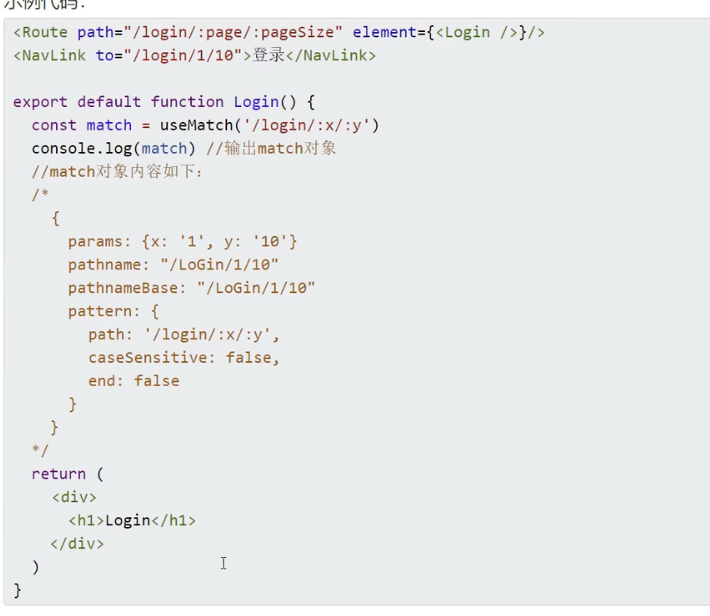 示例代码：
<Route path="/login/:page/:pageSize" element={<Login />}/>
<NavLink to="/login/1/10">登录</NavLink>
export default function Login() {
const match = useMatch('/login/:x/:y')
console.log(match) //输出match对象
//match对象内容如下：
/*
{
params: {x: '1', y: '10'}
pathname: "/LoGin/1/10"
pathnameBase: "/LoGin/1/10"
pattern: {
path: '/login/:x/:y',
caseSensitive: false,
end: false
}
}
*/
return (
<div>
<h1>Login</h1>
</div>
)
}